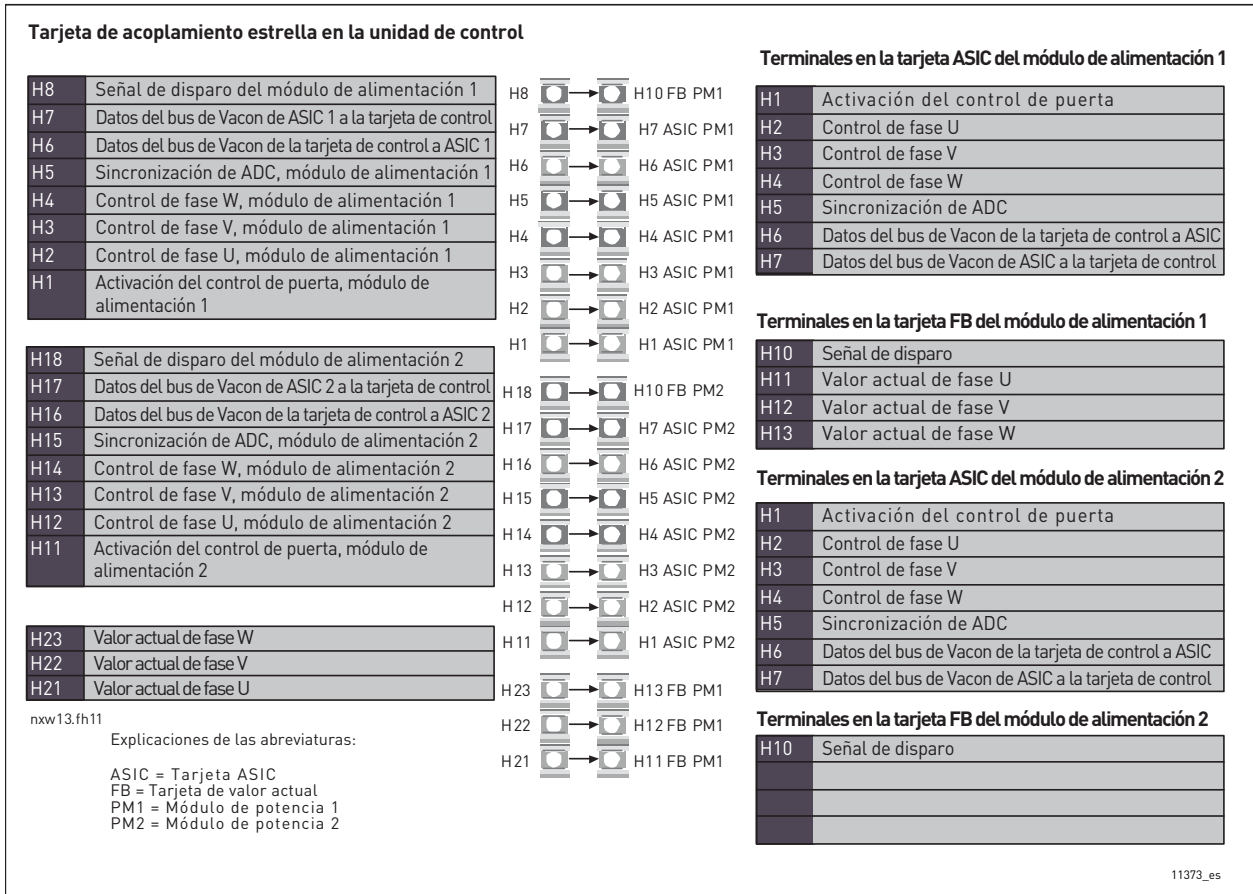 Tarjeta de acoplamiento estrella en la unidad de control
H8 Señal de disparo del módulo de alimentación 1
H7 Datos del bus de Vacon de ASIC 1 a la tarjeta de control
H6 Datos del bus de Vacon de la tarjeta de control a ASIC 1
H5 Sincronización de ADC, módulo de alimentación 1
H4 Control de fase W, módulo de alimentación 1
H3 Control de fase V, módulo de alimentación 1
H2 Control de fase U, módulo de alimentación 1
H1 Activación del control de puerta, módulo de
alimentación 1
H18 Señal de disparo del módulo de alimentación 2
H17 Datos del bus de Vacon de ASIC 2 a la tarjeta de control
H16 Datos del bus de Vacon de la tarjeta de control a ASIC 2
H15 Sincronización de ADC, módulo de alimentación 2
H14 Control de fase W, módulo de alimentación 2
H13 Control de fase V, módulo de alimentación 2
H12 Control de fase U, módulo de alimentación 2
H11 Activación del control de puerta, módulo de
alimentación 2
H23 Valor actual de fase W
H22 Valor actual de fase V
H21 Valor actual de fase U
nxw13.fh11
Explicaciones de las abreviaturas:
ASIC = Tarjeta ASIC
FB = Tarjeta de valor actual
PM1 = Módulo de potencia 1
PM2 = Módulo de potencia 2
H8 H10 FB PM1
H7 H7 ASIC PM1
H6 H6 ASIC PM1
H5 H5 ASIC PM1
H4 H4 ASIC PM1
H3 H3 ASIC PM1
H2 H2 ASIC PM1
H1 H1 ASIC PM1
H18 H10 FB PM2
H17 H7 ASIC PM2
H16 H6 ASIC PM2
H15 H5 ASIC PM2
H14 H4 ASIC PM2
H13 H3 ASIC PM2
H12 H2 ASIC PM2
H11 H1 ASIC PM2
H23 H13 FB PM1
H22 H12 FB PM1
H21 H11 FB PM1
Terminales en la tarjeta ASIC del módulo de alimentación 1
H1 Activación del control de puerta
H2 Control de fase U
H3 Control de fase V
H4 Control de fase W
H5 Sincronización de ADC
H6 Datos del bus de Vacon de la tarjeta de control a ASIC
H7 Datos del bus de Vacon de ASIC a la tarjeta de control
Terminales en la tarjeta FB del módulo de alimentación 1
H10 Señal de disparo
H11 Valor actual de fase U
H12 Valor actual de fase V
H13 Valor actual de fase W
Terminales en la tarjeta ASIC del módulo de alimentación 2
H1 Activación del control de puerta
H2 Control de fase U
H3 Control de fase V
H4 Control de fase W
H5 Sincronización de ADC
H6 Datos del bus de Vacon de la tarjeta de control a ASIC
H7 Datos del bus de Vacon de ASIC a la tarjeta de control
Terminales en la tarjeta FB del módulo de alimentación 2
H10 Señal de disparo
11373_es